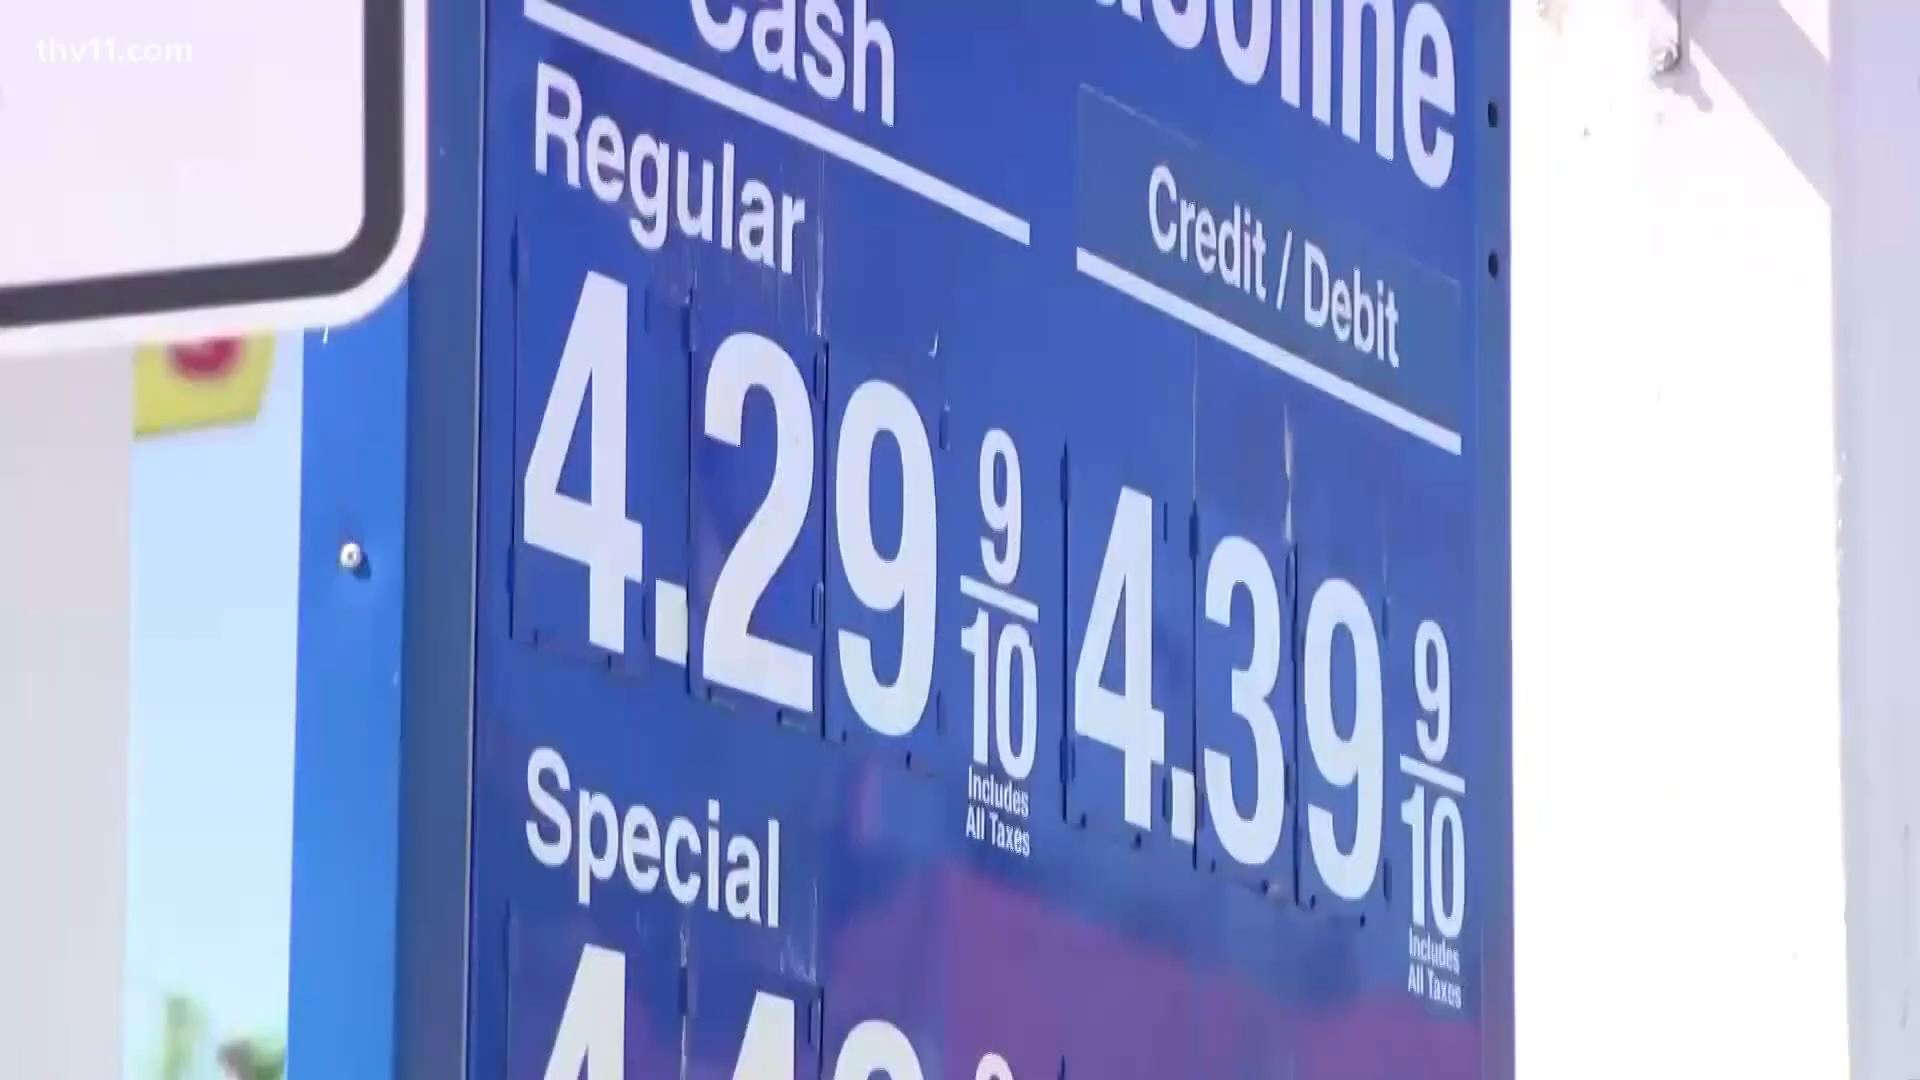 thv11.com
Cash
Regular
4.29 9/10
Includes
All Taxes
Credit / Debit
4.39 9/10
Includes
All Taxes
Special